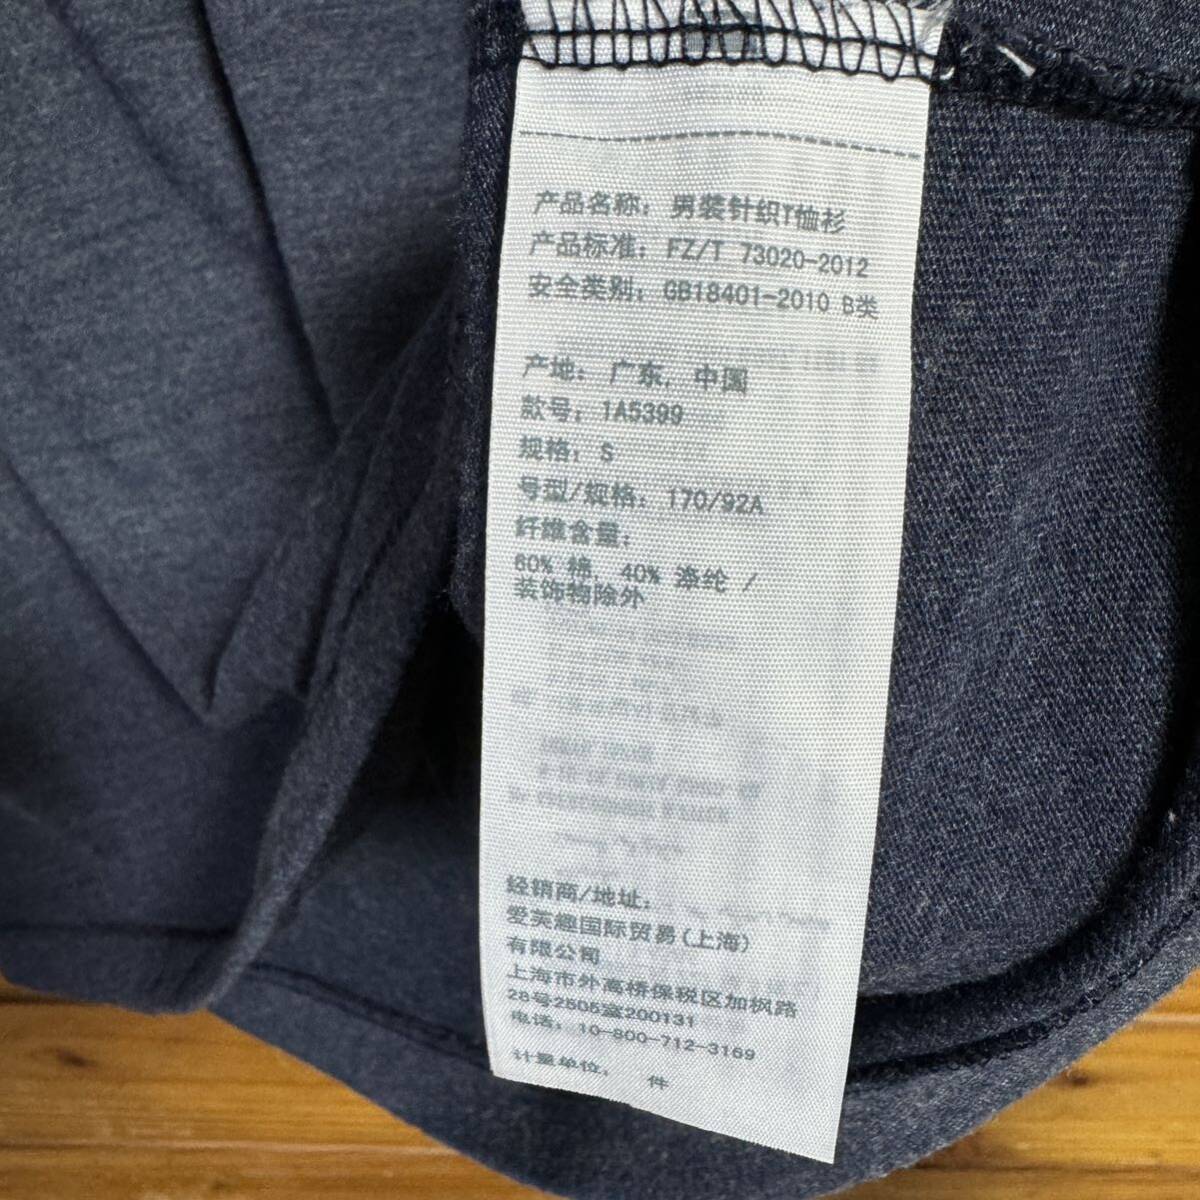 产品名称: 男装针织T恤衫
产品标准: FZ/T 73020-2012
安全类别: GB18401-2010 B类
产地: 广东, 中国
款号: 1A5399
规格: S
号型/规格: 170/92A
纤维含量:
60% 棉, 40% 涤纶 /
装饰物除外
经销商/地址:
爱芙趣国际贸易(上海)
有限公司
上海市外高桥保税区加枫路
28号2505室200131
电话: 10-800-712-3169
计量单位: 件